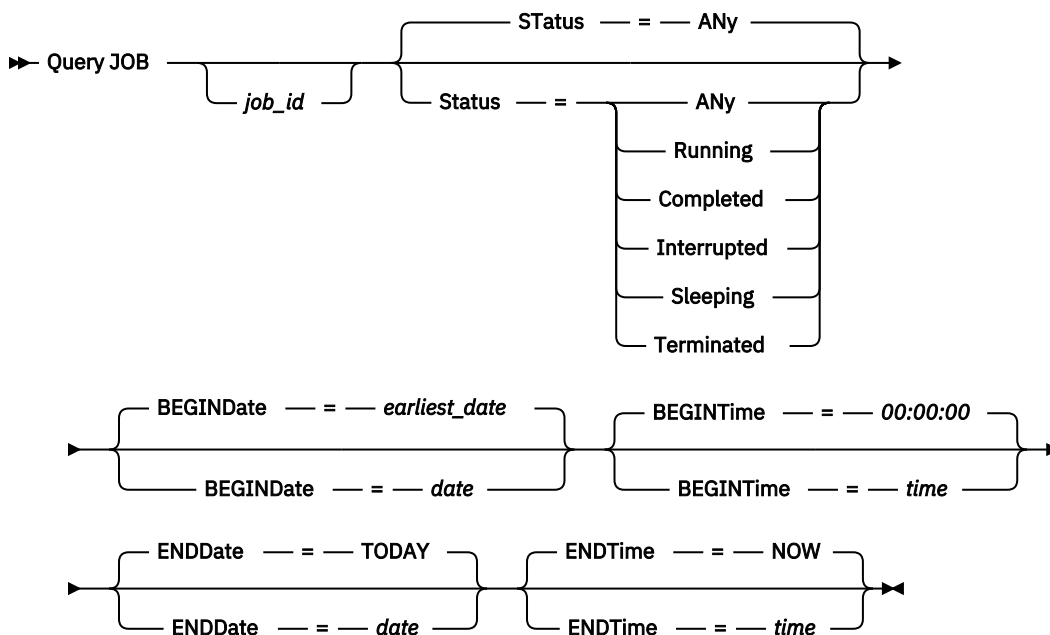 STatus = ANy
Query JOB
job_id
Status = ANy
Running
Completed
Interrupted
Sleeping
Terminated
BEGINDate = earliest_date
BEGINTime = 00:00:00
BEGINDate = date
BEGINTime = time
ENDDate = TODAY
ENDTime = NOW
ENDDate = date
ENDTime = time